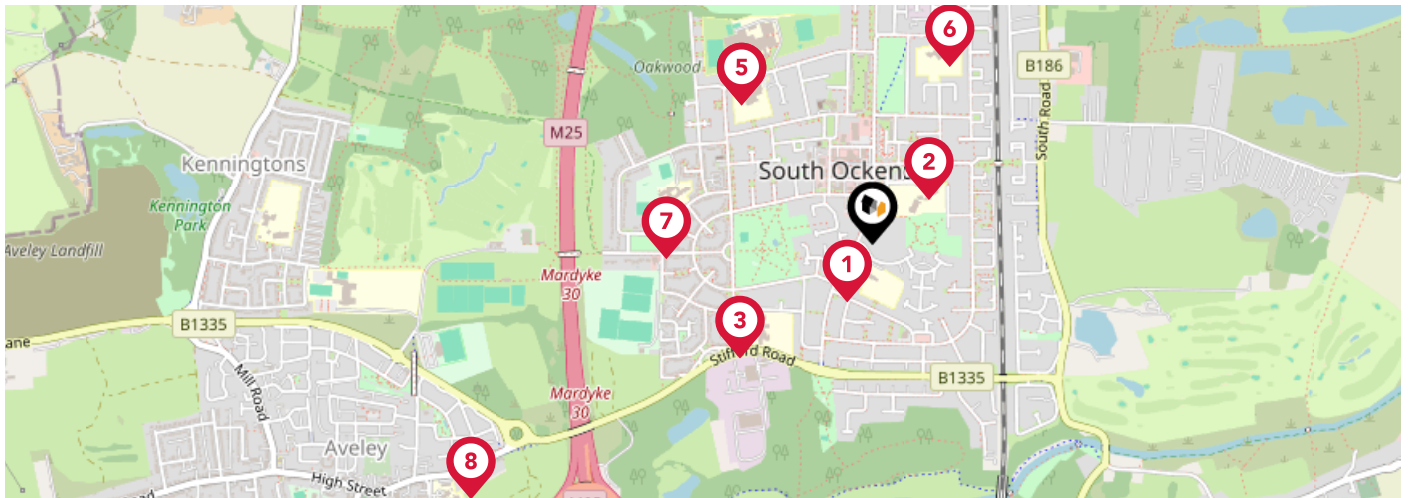 6
5
Oakwood
B186
M25
South Road
Kenningtons
South Ockens
2
Kennington
Park
7
Aveley Landfill
1
Mardyke
30
3
B1335
ane
Stifford Road
B1335
Mill Road
Mardyke
30
Aveley
8
High Street